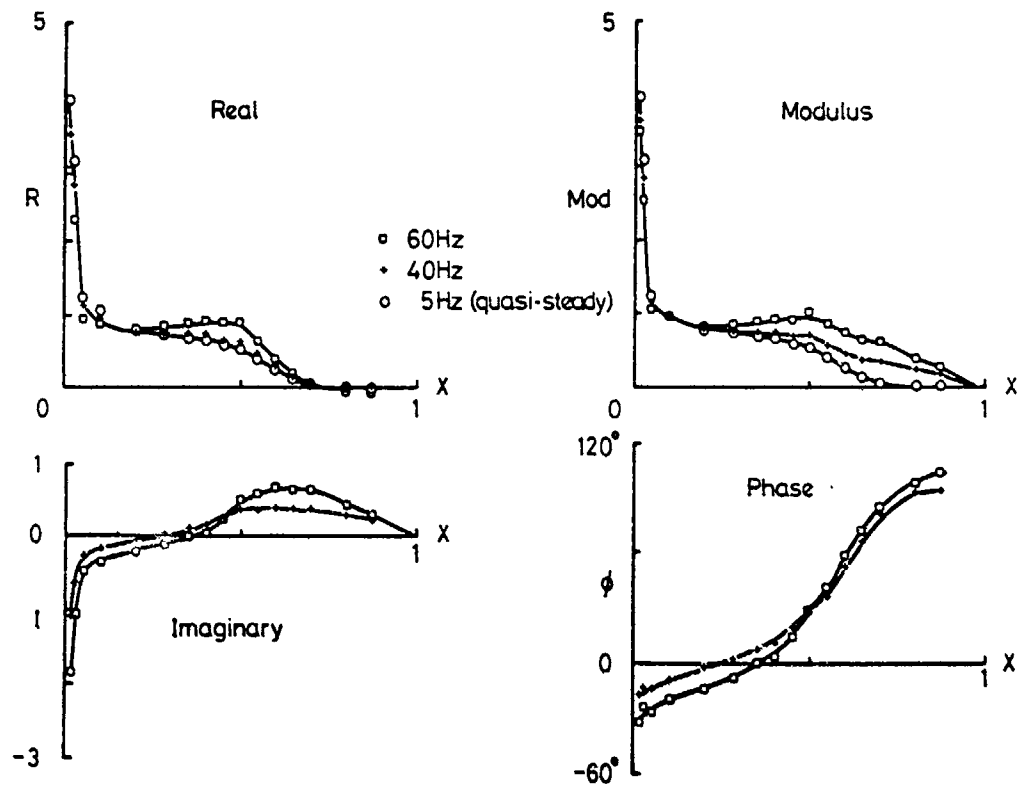 5
Real
R
0
X
1
□ 60Hz
+ 40Hz
○ 5Hz (quasi-steady)
5
Modulus
Mod
0
X
1
1
0
X
1
I
Imaginary
-3
120°
Phase
ϕ
0
X
1
-60°